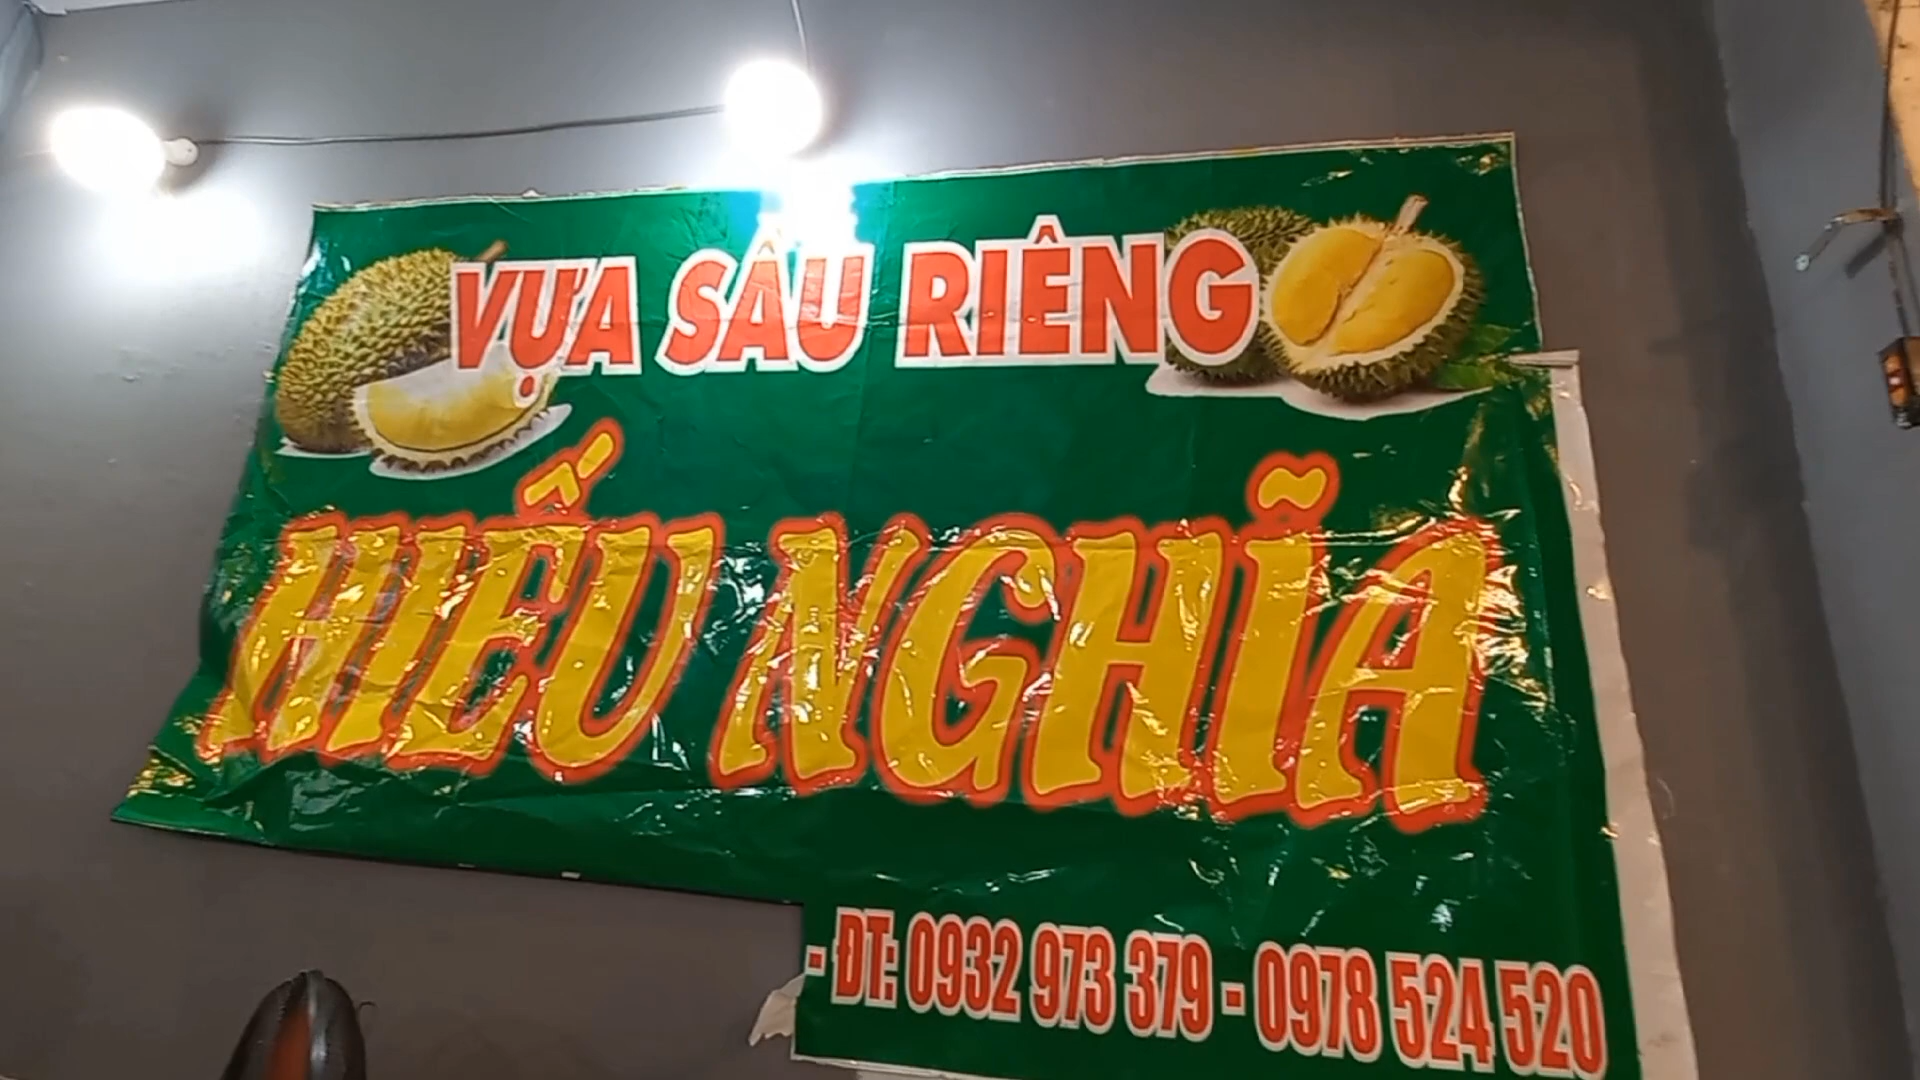 VỰA SẦU RIÊNG
HIẾU NGHĨA
- ĐT: 0932 973 379 - 0978 524 520